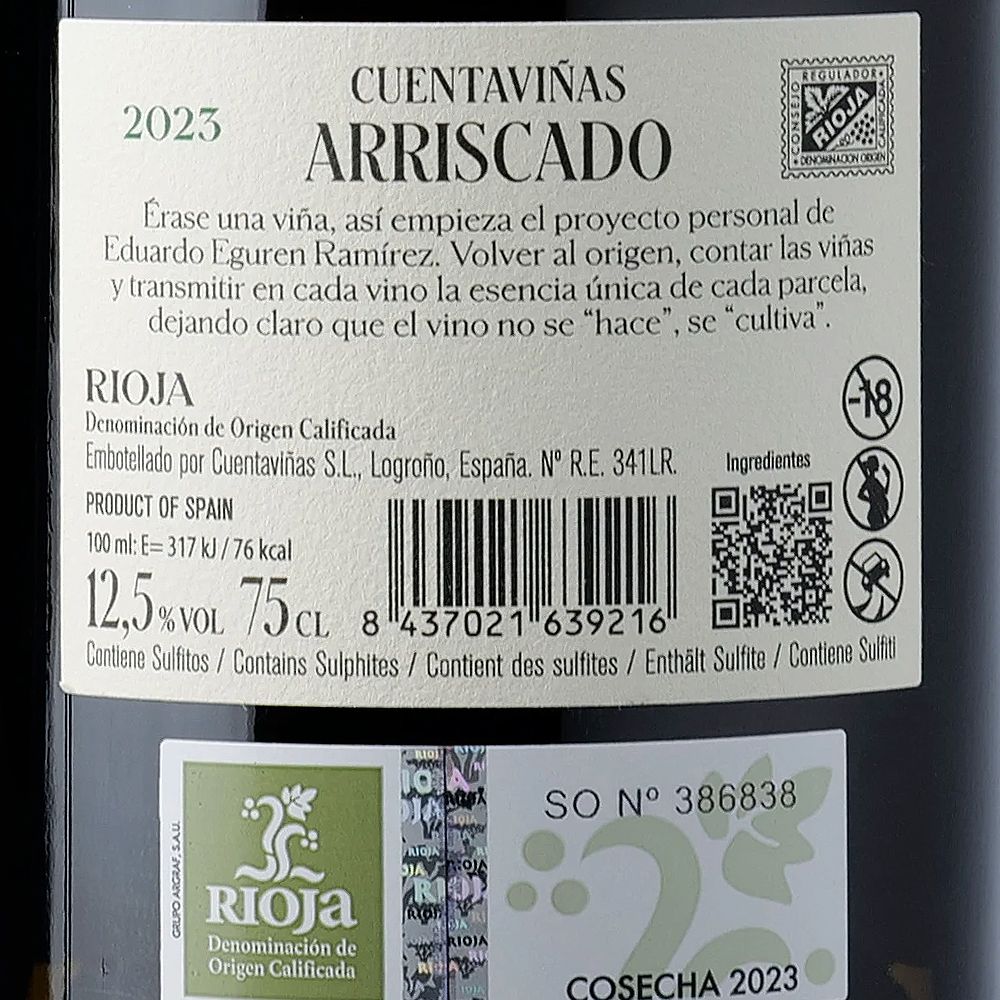 CUENTAVIÑAS
2023
ARRISCADO
CONSEJO
REGULADOR
CALIFICADA
RIOJA
DENOMINACION ORIGEN
Érase una viña, así empieza el proyecto personal de
Eduardo Eguren Ramírez. Volver al origen, contar las viñas
y transmitir en cada vino la esencia única de cada parcela,
dejando claro que el vino no se “hace”, se “cultiva”.
RIOJA
Denominación de Origen Calificada
Embotellado por Cuentaviñas S.L., Logroño, España. Nº R.E. 341LR.
PRODUCT OF SPAIN
100 ml: E= 317 kJ / 76 kcal
12,5 % VOL 75 CL
8 437021 639216
Ingredientes
-18
Contiene Sulfitos / Contains Sulphites / Contient des sulfites / Enthält Sulfite / Contiene Solfiti
GRUPO ARGRAF, S.A.U.
RIOJA
Denominación de
Origen Calificada
RIOJA
RIOJA
SO Nº 386838
COSECHA 2023